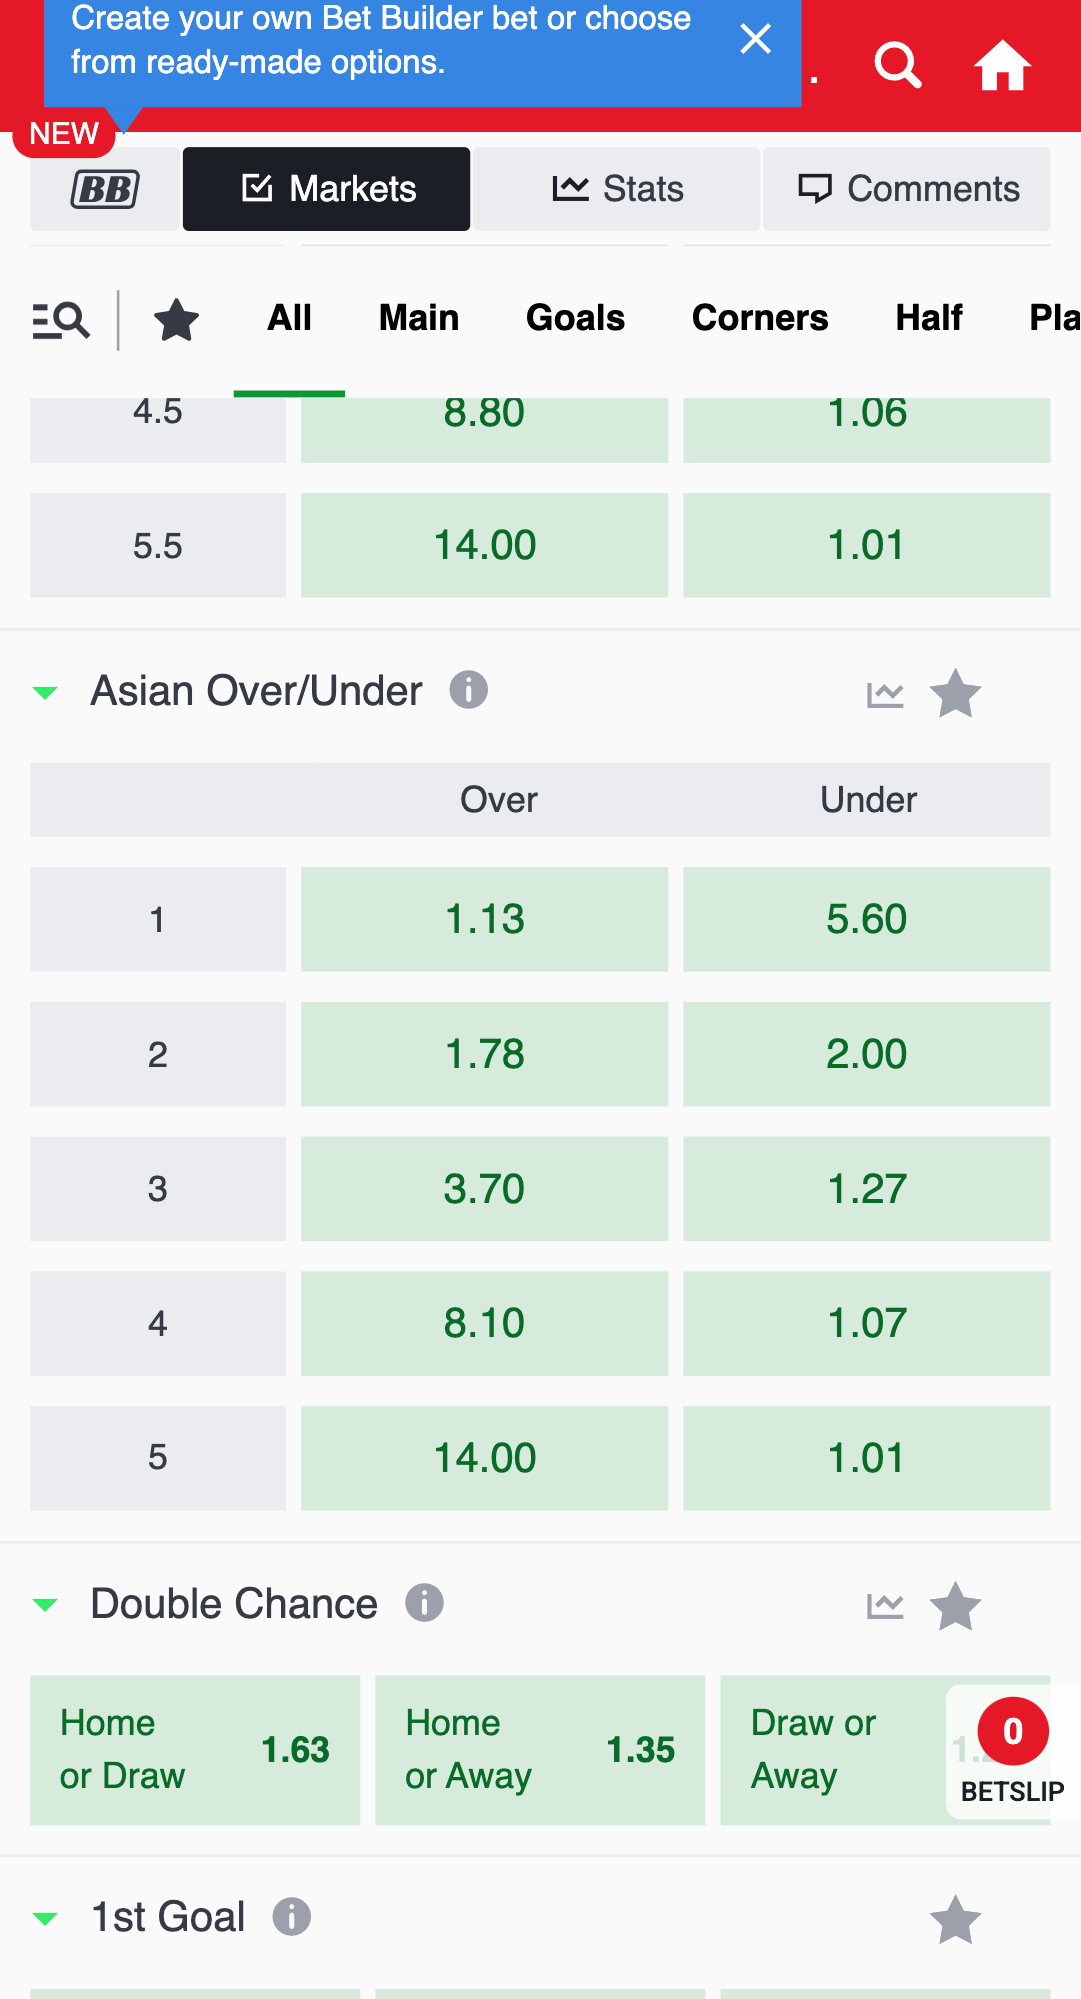 Create your own Bet Builder bet or choose
from ready-made options.
NEW
BB Markets Stats Comments
All Main Goals Corners Half Pla
4.5 8.80 1.06
5.5 14.00 1.01
Asian Over/Under
Over Under
1 1.13 5.60
2 1.78 2.00
3 3.70 1.27
4 8.10 1.07
5 14.00 1.01
Double Chance
Home
or Draw 1.63
Home
or Away 1.35
Draw or
Away
0
BETSLIP
1st Goal